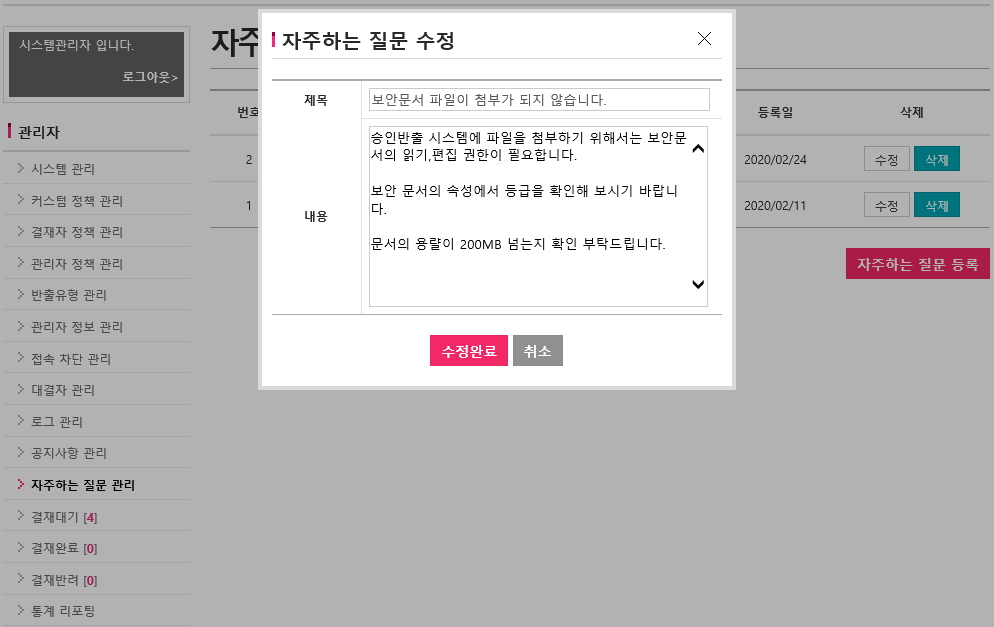 시스템관리자 입니다.
로그아웃>
관리자
시스템 관리
커스텀 정책 관리
결재자 정책 관리
관리자 정책 관리
반출유형 관리
관리자 정보 관리
접속 차단 관리
대결자 관리
로그 관리
공지사항 관리
자주하는 질문 관리
결재대기 [4]
결재완료 [0]
결재반려 [0]
통계 리포팅
자주
번호
등록일
삭제
2
2020/02/24
수정
삭제
1
2020/02/11
수정
삭제
자주하는 질문 등록
자주하는 질문 수정
제목
보안문서 파일이 첨부가 되지 않습니다.
내용
승인반출 시스템에 파일을 첨부하기 위해서는 보안문
서의 읽기,편집 권한이 필요합니다.
보안 문서의 속성에서 등급을 확인해 보시기 바랍니
다.
문서의 용량이 200MB 넘는지 확인 부탁드립니다.
수정완료
취소